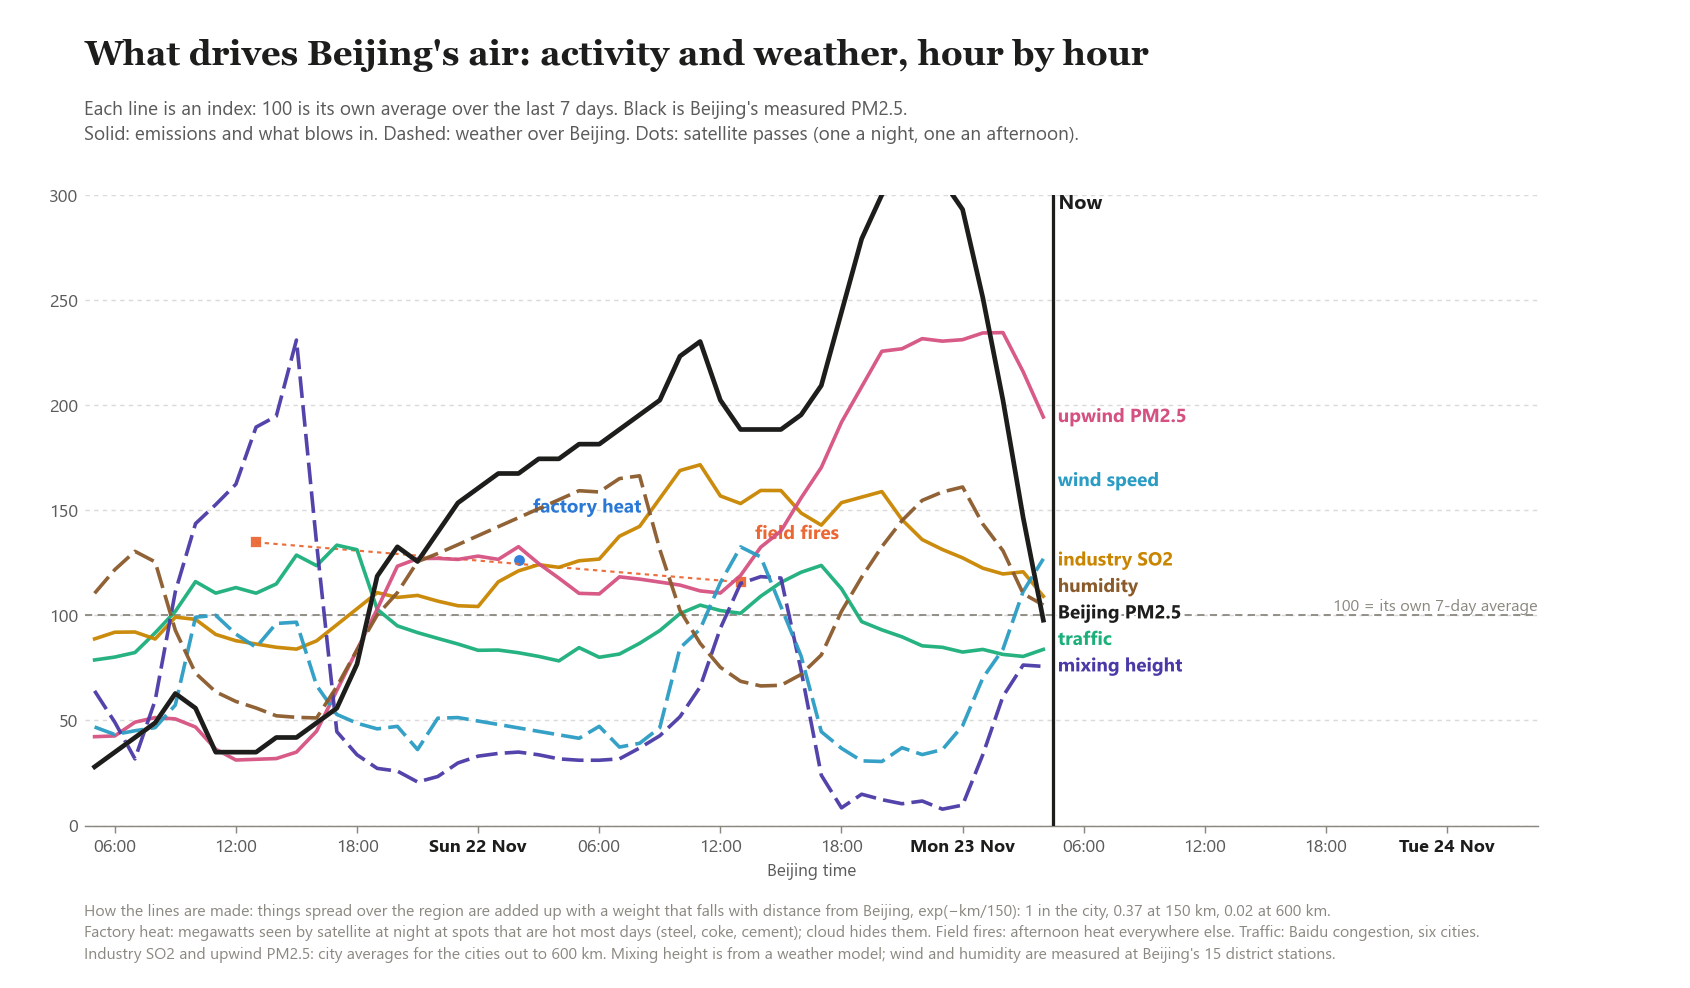 What drives Beijing's air: activity and weather, hour by hour
Each line is an index: 100 is its own average over the last 7 days. Black is Beijing's measured PM2.5.
Solid: emissions and what blows in. Dashed: weather over Beijing. Dots: satellite passes (one a night, one an afternoon).
300
250
200
150
100
50
0
Now
upwind PM2.5
wind speed
factory heat
field fires
industry SO2
humidity
100 = its own 7-day average
Beijing PM2.5
traffic
mixing height
06:00
12:00
18:00
Sun 22 Nov
06:00
12:00
18:00
Mon 23 Nov
06:00
12:00
18:00
Tue 24 Nov
Beijing time
How the lines are made: things spread over the region are added up with a weight that falls with distance from Beijing, exp(−km/150): 1 in the city, 0.37 at 150 km, 0.02 at 600 km.
Factory heat: megawatts seen by satellite at night at spots that are hot most days (steel, coke, cement); cloud hides them. Field fires: afternoon heat everywhere else. Traffic: Baidu congestion, six cities.
Industry SO2 and upwind PM2.5: city averages for the cities out to 600 km. Mixing height is from a weather model; wind and humidity are measured at Beijing's 15 district stations.